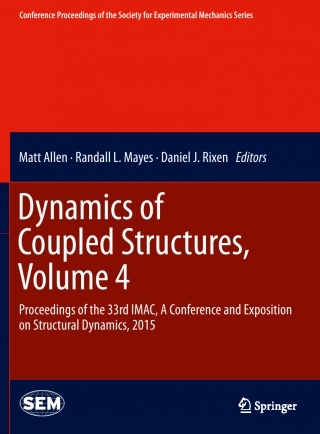 Conference Proceedings of the Society for Experimental Mechanics Series
Matt Allen · Randall L. Mayes · Daniel J. Rixen Editors
Dynamics of
Coupled Structures,
Volume 4
Proceedings of the 33rd IMAC, A Conference and Exposition
on Structural Dynamics, 2015
SEM
Springer